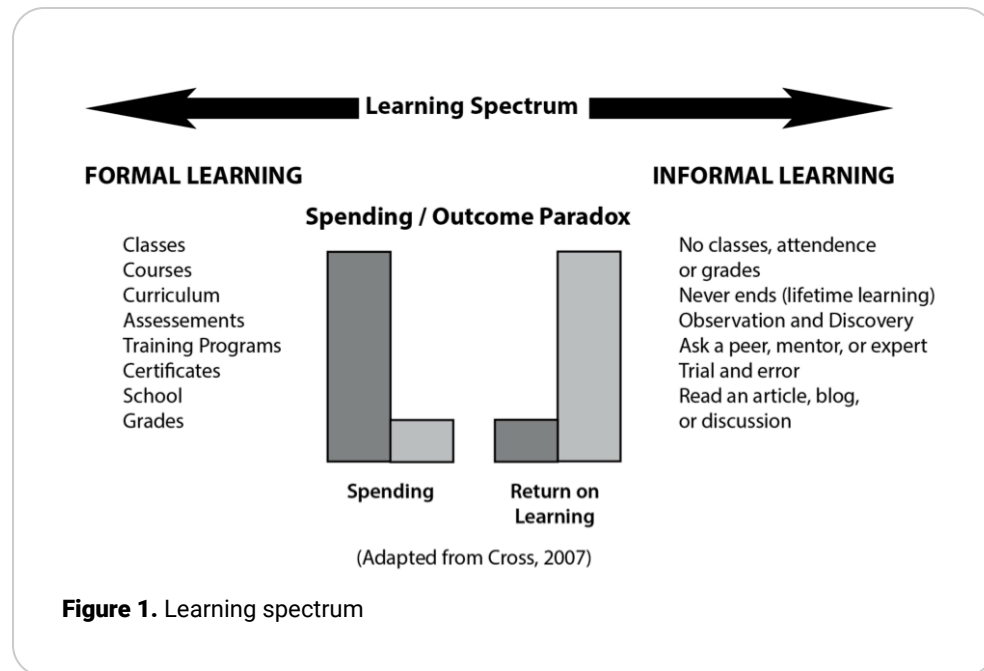 Learning Spectrum
FORMAL LEARNING
INFORMAL LEARNING
Spending / Outcome Paradox
Classes
Courses
Curriculum
Assessements
Training Programs
Certificates
School
Grades
No classes, attendence
or grades
Never ends (lifetime learning)
Observation and Discovery
Ask a peer, mentor, or expert
Trial and error
Read an article, blog,
or discussion
Spending
Return on
Learning
(Adapted from Cross, 2007)
Figure 1. Learning spectrum